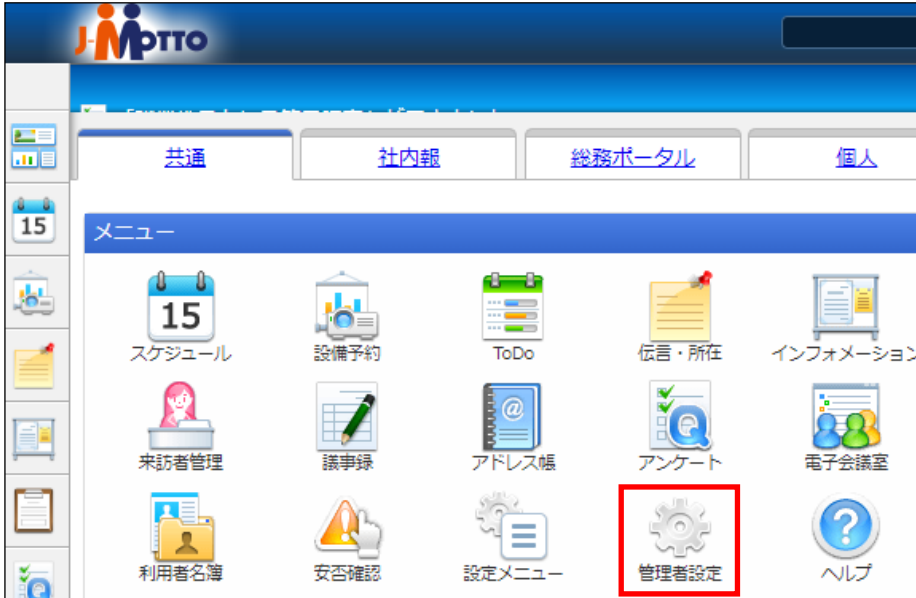 J-MOTTO
共通
社内報
総務ポータル
個人
15
メニュー
15
スケジュール
設備予約
ToDo
伝言・所在
インフォメーション
来訪者管理
議事録
アドレス帳
アンケート
電子会議室
利用者名簿
安否確認
設定メニュー
管理者設定
ヘルプ